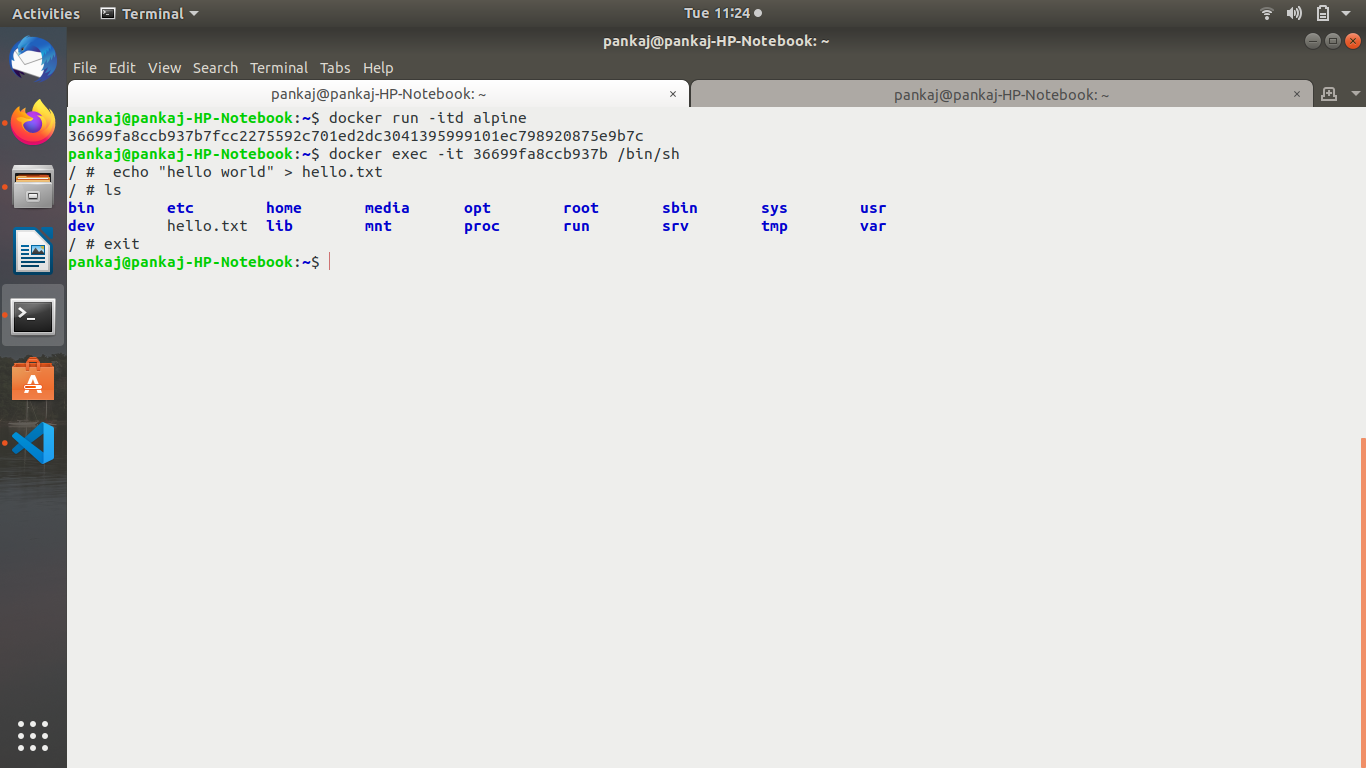 Activities Terminal Tue 11:24
pankaj@pankaj-HP-Notebook: ~
File Edit View Search Terminal Tabs Help
pankaj@pankaj-HP-Notebook: ~ × pankaj@pankaj-HP-Notebook: ~ ×
pankaj@pankaj-HP-Notebook:~$ docker run -itd alpine
36699fa8ccb937b7fcc2275592c701ed2dc3041395999101ec798920875e9b7c
pankaj@pankaj-HP-Notebook:~$ docker exec -it 36699fa8ccb937b /bin/sh
/ #  echo "hello world" > hello.txt
/ # ls
bin etc home media opt root sbin sys usr
dev hello.txt lib mnt proc run srv tmp var
/ # exit
pankaj@pankaj-HP-Notebook:~$